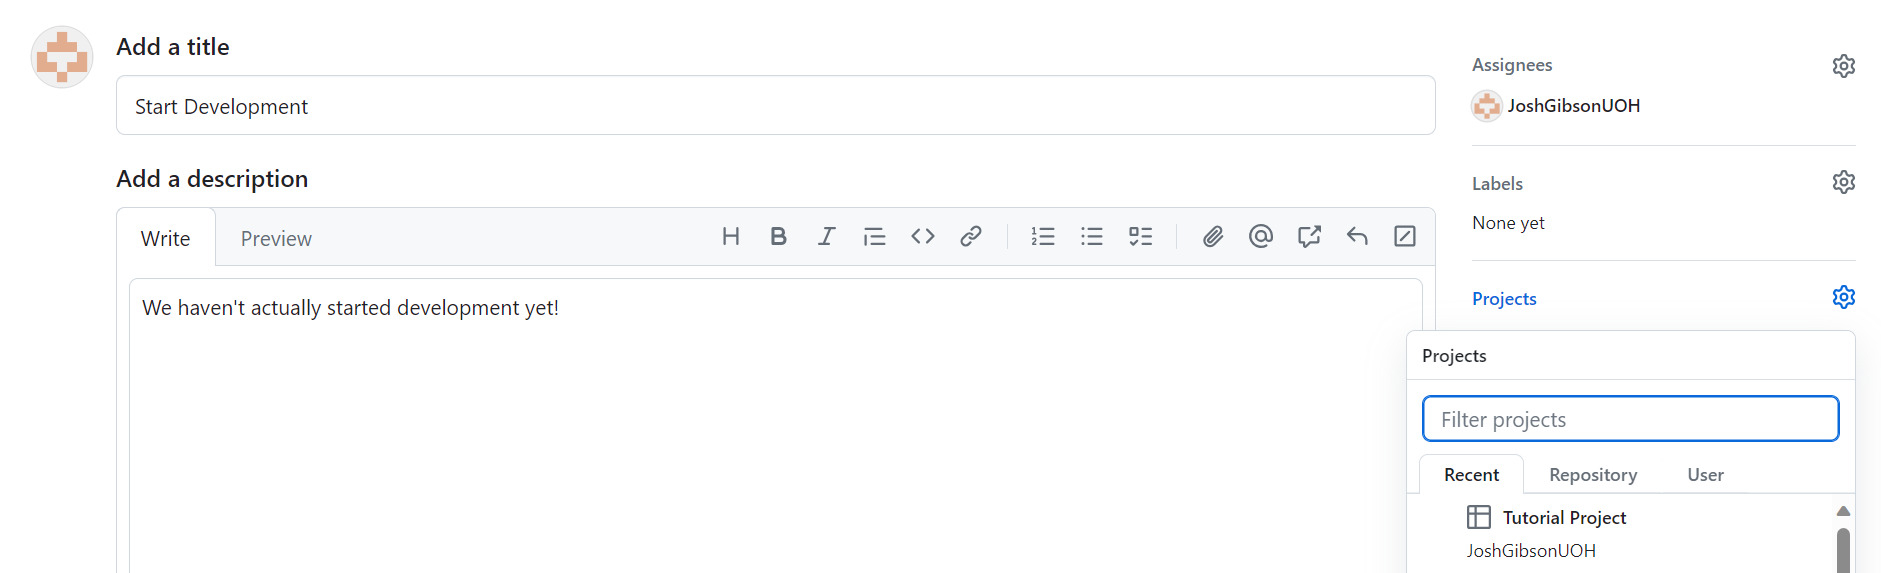 Add a title
Start Development
Add a description
Write Preview
We haven't actually started development yet!
Assignees
JoshGibsonUOH
Labels
None yet
Projects
Projects
Filter projects
Recent Repository User
Tutorial Project
JoshGibsonUOH